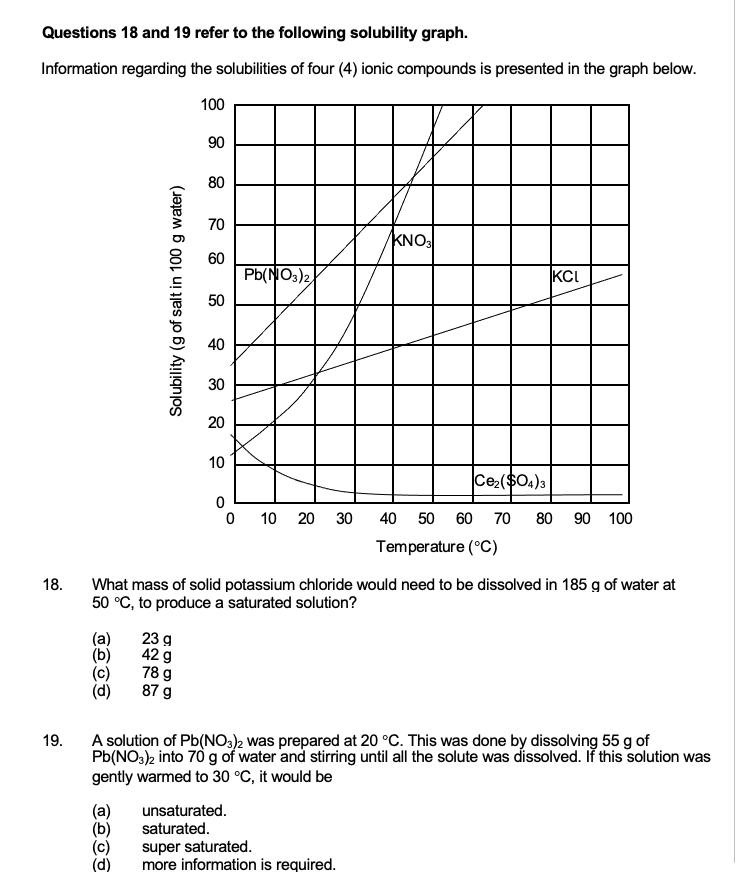 Questions 18 and 19 refer to the following solubility graph.
Information regarding the solubilities of four (4) ionic compounds is presented in the graph below.
Solubility (g of salt in 100 g water)
100
90
80
70
60
50
40
30
20
10
0
KNO₃
Pb(NO₃)₂
KCl
Ce₂(SO₄)₃
0 10 20 30 40 50 60 70 80 90 100
Temperature (°C)
18. What mass of solid potassium chloride would need to be dissolved in 185 g of water at
50 °C, to produce a saturated solution?
(a) 23 g
(b) 42 g
(c) 78 g
(d) 87 g
19. A solution of Pb(NO₃)₂ was prepared at 20 °C. This was done by dissolving 55 g of
Pb(NO₃)₂ into 70 g of water and stirring until all the solute was dissolved. If this solution was
gently warmed to 30 °C, it would be
(a) unsaturated.
(b) saturated.
(c) super saturated.
(d) more information is required.